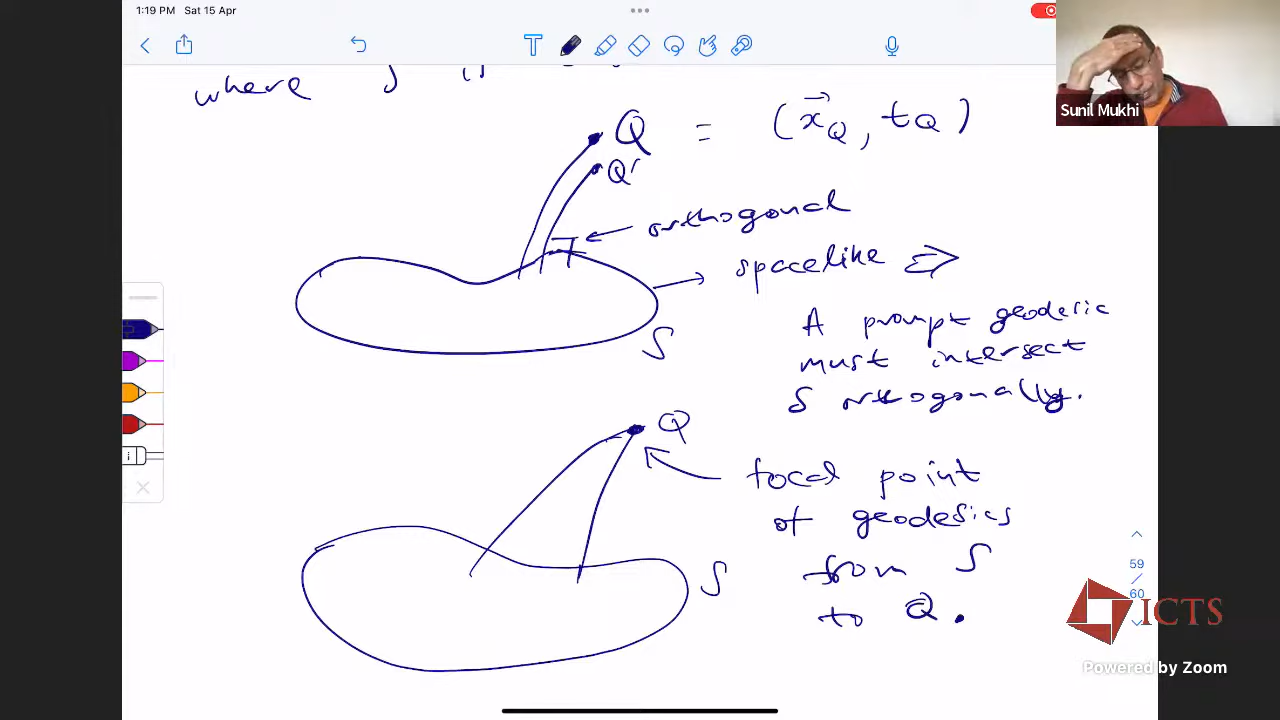 1:19 PM Sat 15 Apr
Sunil Mukhi
where S is
Q = (x⃗_Q, t_Q)
Q'
orthogonal
spacelike ⇒
S
A prompt geodesic
must intersect
S orthogonally.
Q
focal point
of geodesics
from S
to Q.
S
59
/
60
ICTS
Powered by Zoom